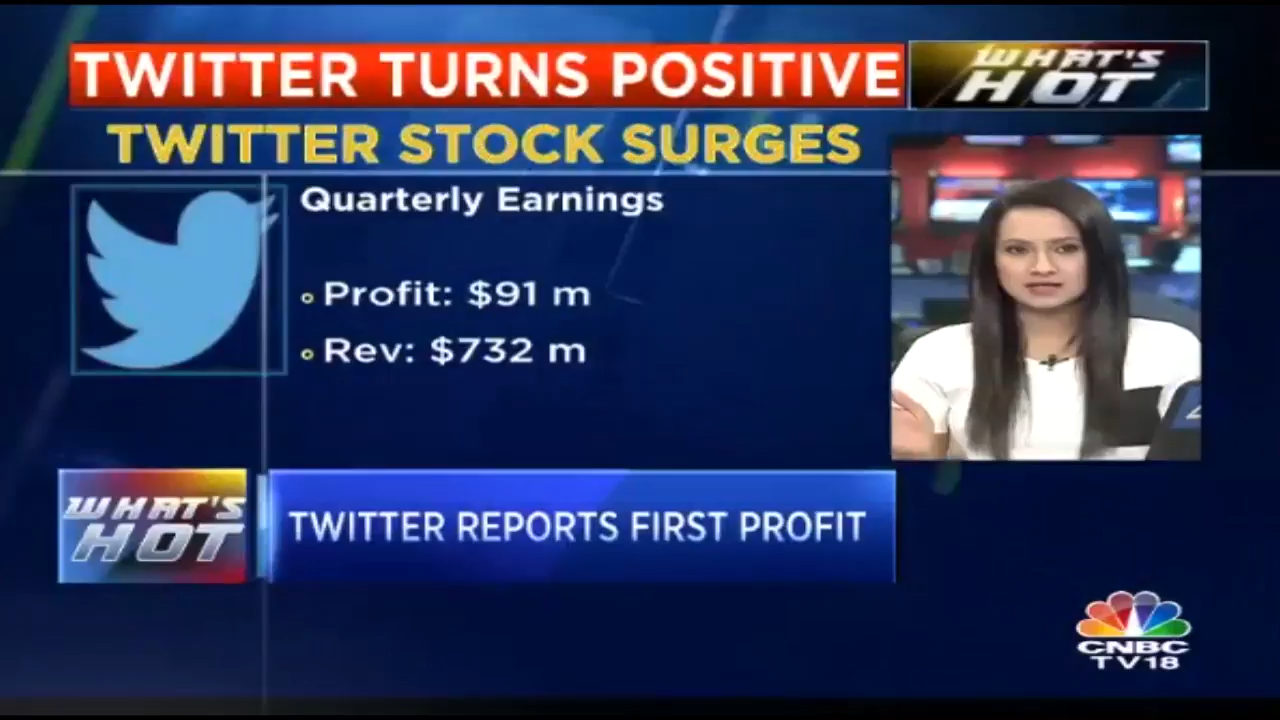 TWITTER TURNS POSITIVE
WHAT'S
HOT
TWITTER STOCK SURGES
Quarterly Earnings
Profit: $91 m
Rev: $732 m
WHAT'S
HOT
TWITTER REPORTS FIRST PROFIT
CNBC
TV18